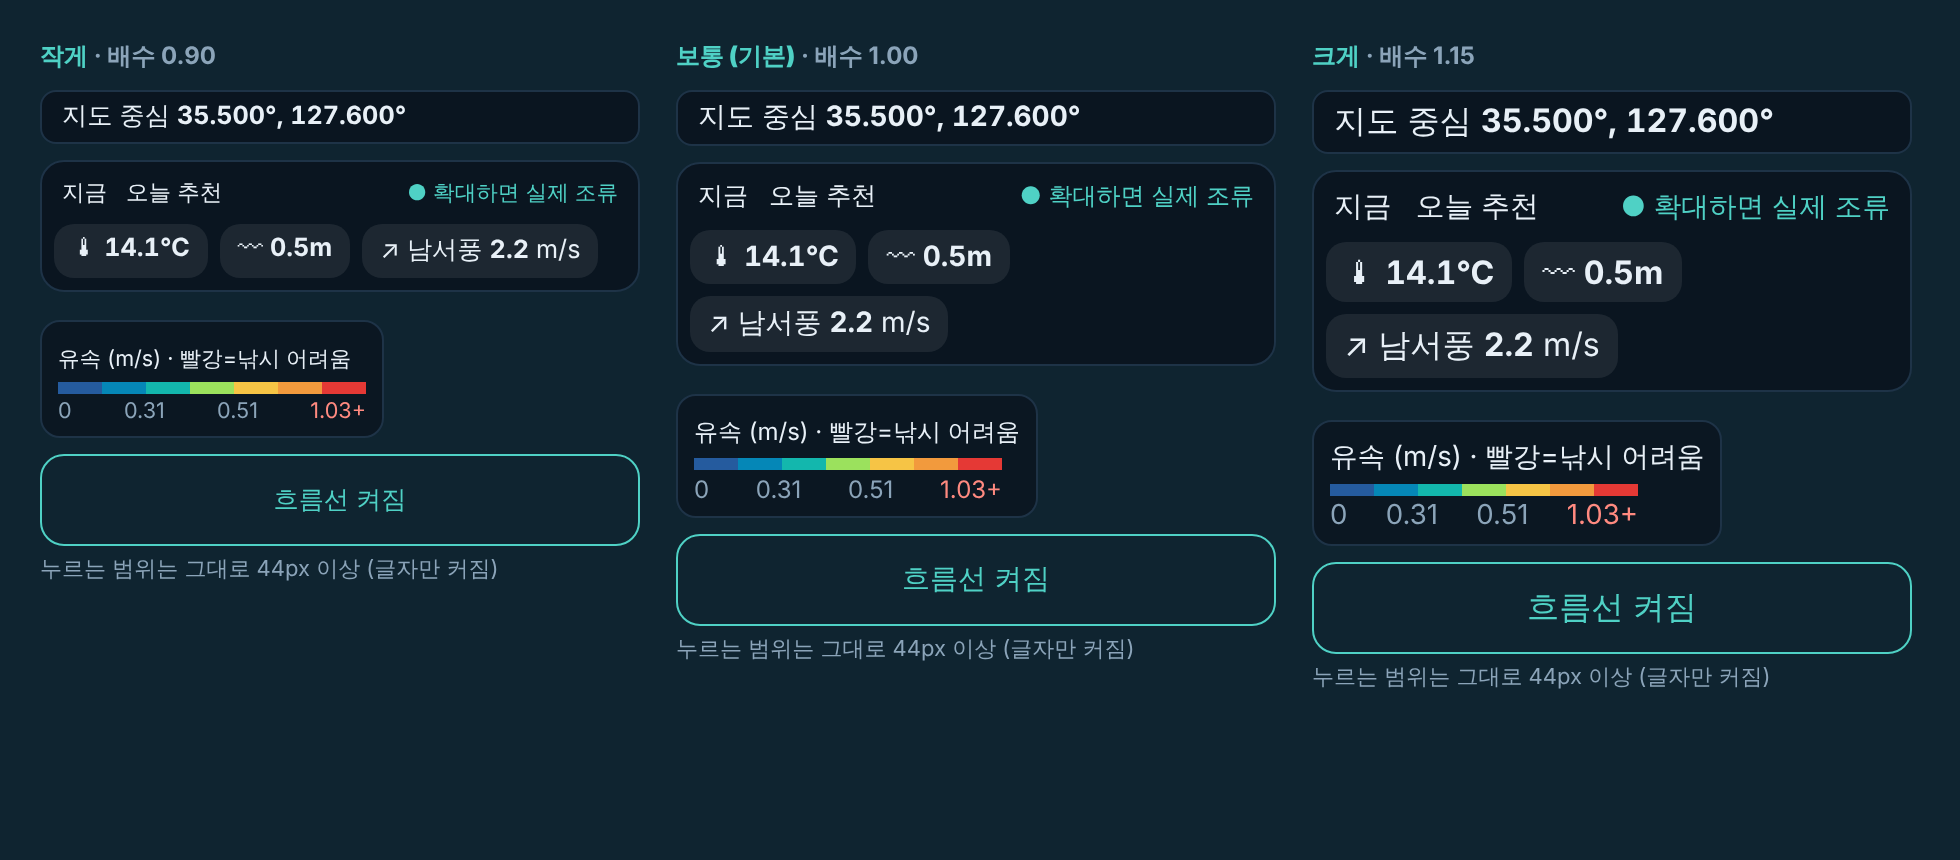 작게 · 배수 0.90
지도 중심 35.500°, 127.600°
지금 오늘 추천 확대하면 실제 조류
14.1°C 0.5m ↗ 남서풍 2.2 m/s
유속 (m/s) · 빨강=낚시 어려움
0 0.31 0.51 1.03+
흐름선 켜짐
누르는 범위는 그대로 44px 이상 (글자만 커짐)
보통 (기본) · 배수 1.00
지도 중심 35.500°, 127.600°
지금 오늘 추천 확대하면 실제 조류
14.1°C 0.5m
↗ 남서풍 2.2 m/s
유속 (m/s) · 빨강=낚시 어려움
0 0.31 0.51 1.03+
흐름선 켜짐
누르는 범위는 그대로 44px 이상 (글자만 커짐)
크게 · 배수 1.15
지도 중심 35.500°, 127.600°
지금 오늘 추천 확대하면 실제 조류
14.1°C 0.5m
↗ 남서풍 2.2 m/s
유속 (m/s) · 빨강=낚시 어려움
0 0.31 0.51 1.03+
흐름선 켜짐
누르는 범위는 그대로 44px 이상 (글자만 커짐)